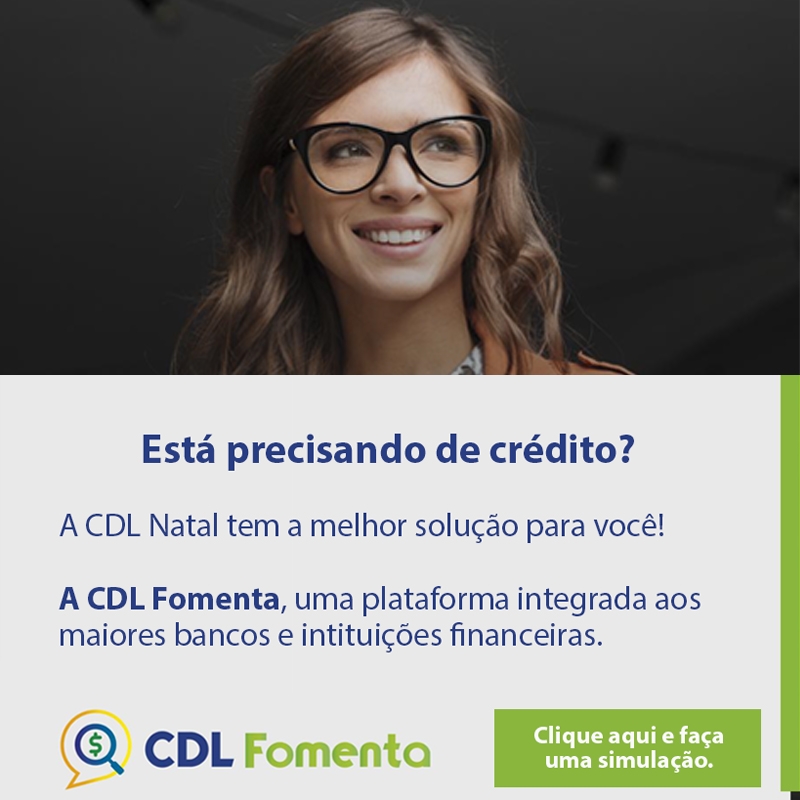 Está precisando de crédito?
A CDL Natal tem a melhor solução para você!
A CDL Fomenta, uma plataforma integrada aos
maiores bancos e intituições financeiras.
$
CDL Fomenta
Clique aqui e faça
uma simulação.